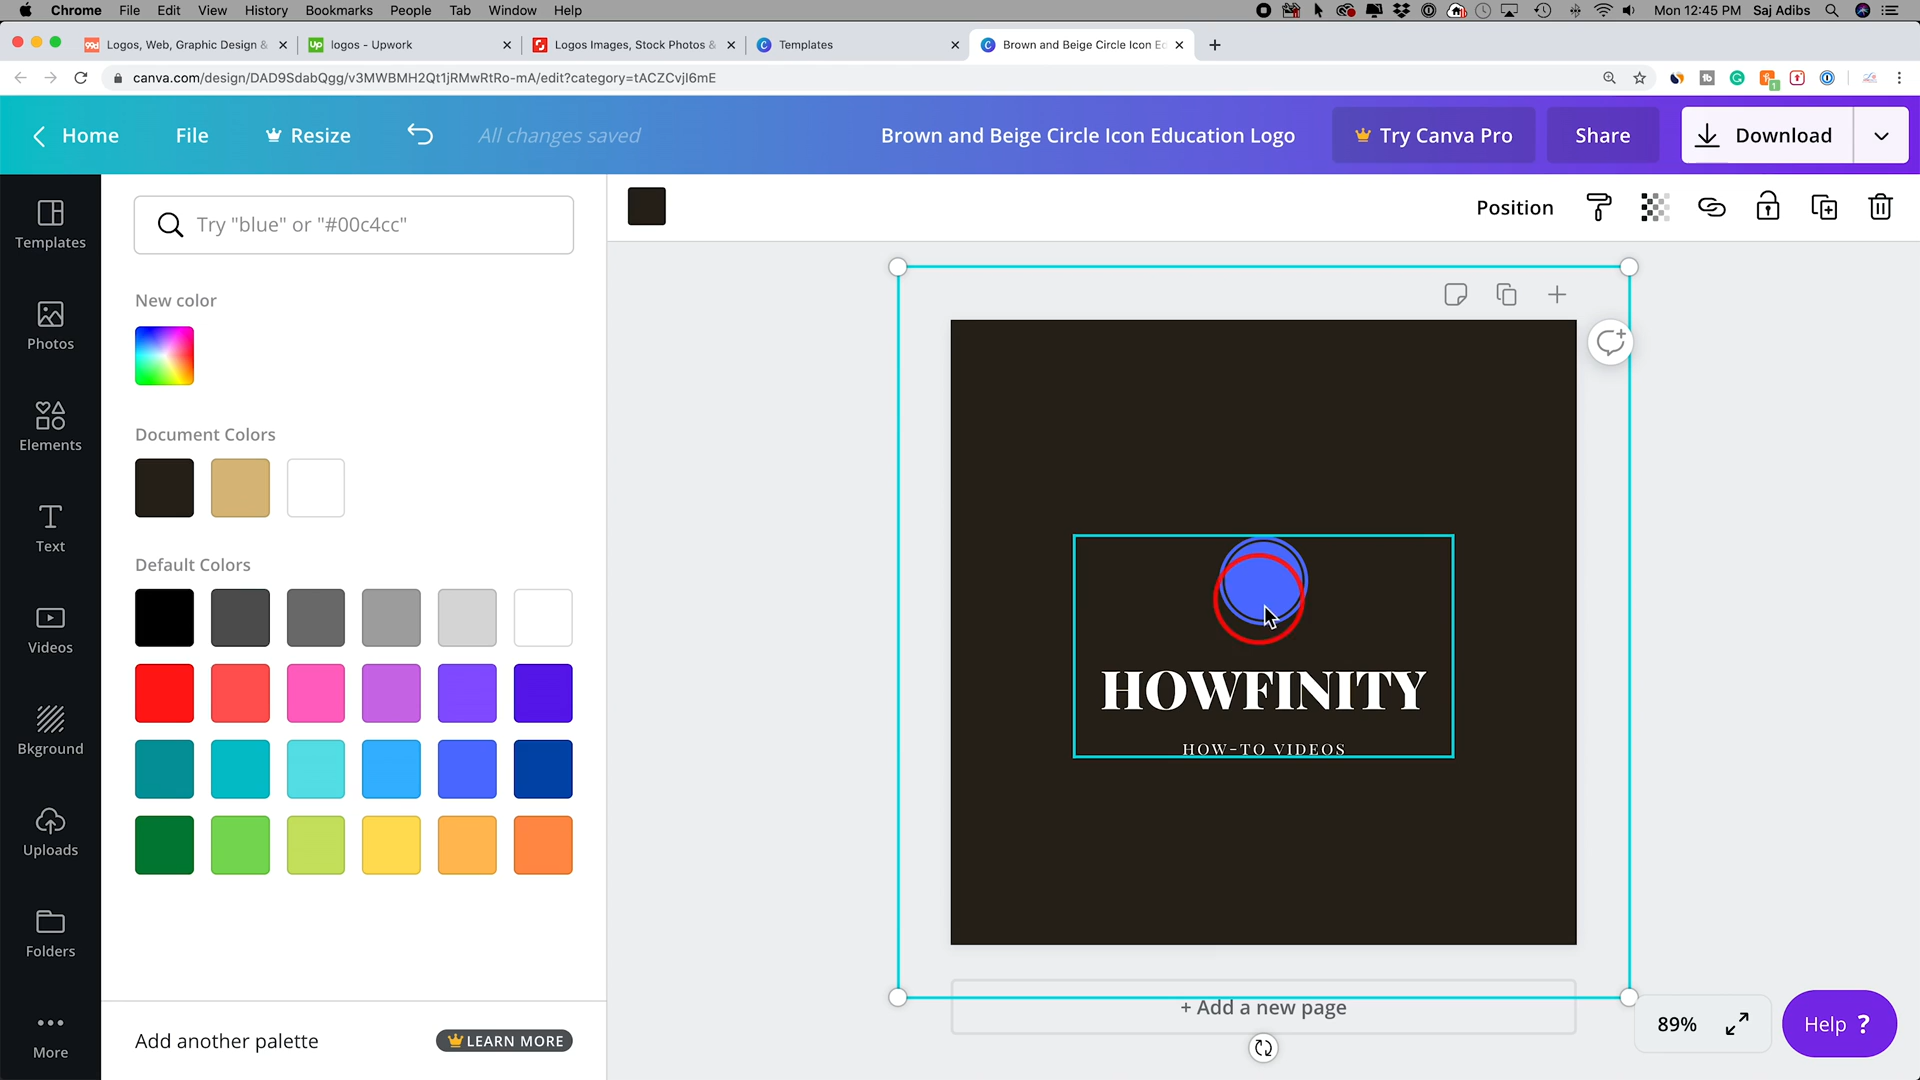 Chrome File Edit View History Bookmarks People Tab Window Help
Mon 12:45 PM Saj Adibs
Logos, Web, Graphic Design &
logos - Upwork
Logos Images, Stock Photos &
Templates
Brown and Beige Circle Icon Ec
canva.com/design/DAD9SdabQgg/v3MWBMH2Qt1jRMwRtRo-mA/edit?category=tACZCvjI6mE
Home
File
Resize
All changes saved
Brown and Beige Circle Icon Education Logo
Try Canva Pro
Share
Download
Templates
Photos
Elements
Text
Videos
Bkground
Uploads
Folders
More
Try "blue" or "#00c4cc"
New color
Document Colors
Default Colors
Add another palette
LEARN MORE
Position
HOWFINITY
HOW-TO VIDEOS
+ Add a new page
89%
Help ?